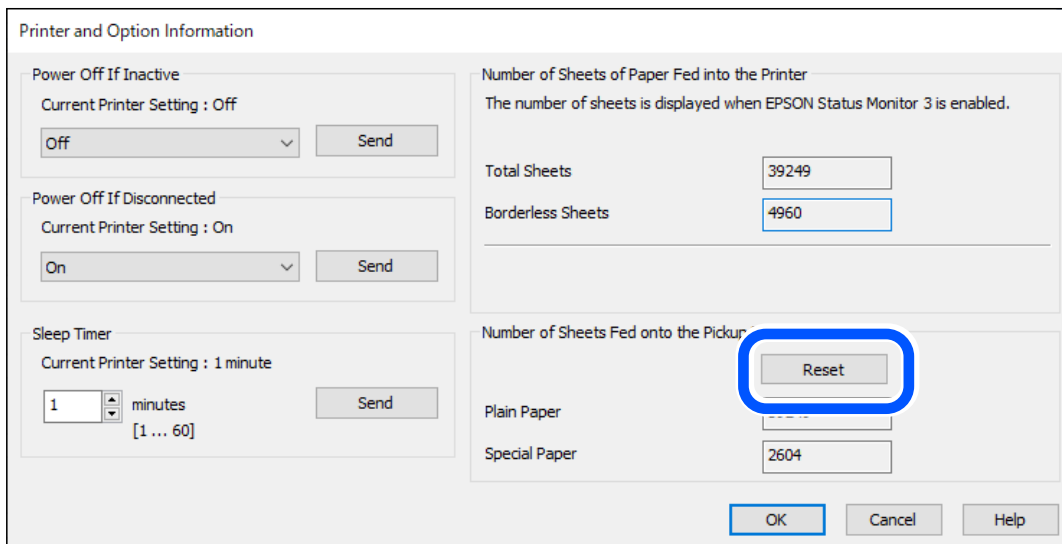 Printer and Option Information
Power Off If Inactive
Current Printer Setting : Off
Off
Send
Power Off If Disconnected
Current Printer Setting : On
On
Send
Sleep Timer
Current Printer Setting : 1 minute
1
minutes
Send
[1 ... 60]
Number of Sheets of Paper Fed into the Printer
The number of sheets is displayed when EPSON Status Monitor 3 is enabled.
Total Sheets
39249
Borderless Sheets
4960
Number of Sheets Fed onto the Pickup
Reset
Plain Paper
Special Paper
2604
OK
Cancel
Help